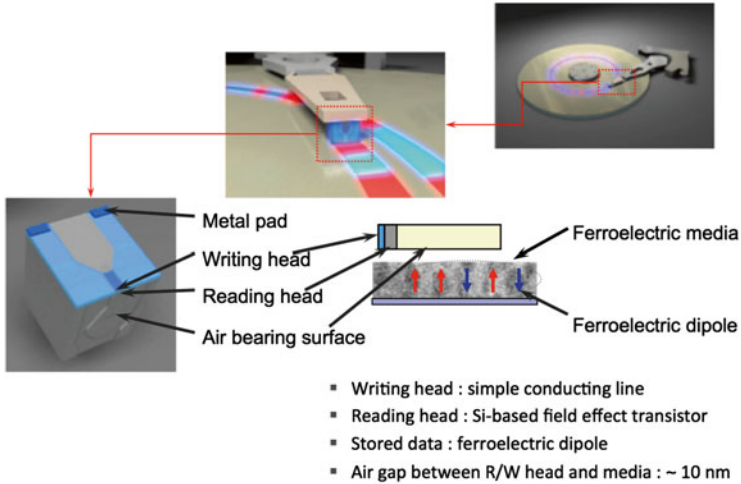 Metal pad
Writing head
Reading head
Air bearing surface
Ferroelectric media
Ferroelectric dipole
▪ Writing head : simple conducting line
▪ Reading head : Si-based field effect transistor
▪ Stored data : ferroelectric dipole
▪ Air gap between R/W head and media : ~ 10 nm